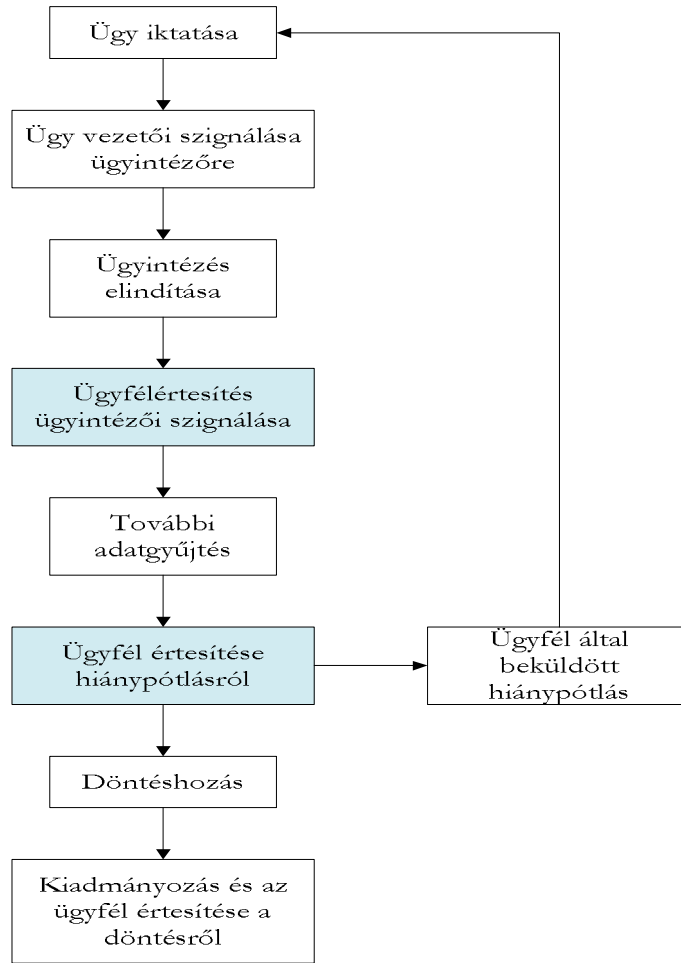 Ügy iktatása
Ügy vezetői szignálása
ügyintézőre
Ügyintézés
elindítása
Ügyfélértesítés
ügyintézői szignálása
További
adatgyűjtés
Ügyfél értesítése
hiánypótlásról
Ügyfél által
beküldött
hiánypótlás
Döntéshozás
Kiadmányozás és az
ügyfél értesítése a
döntésről